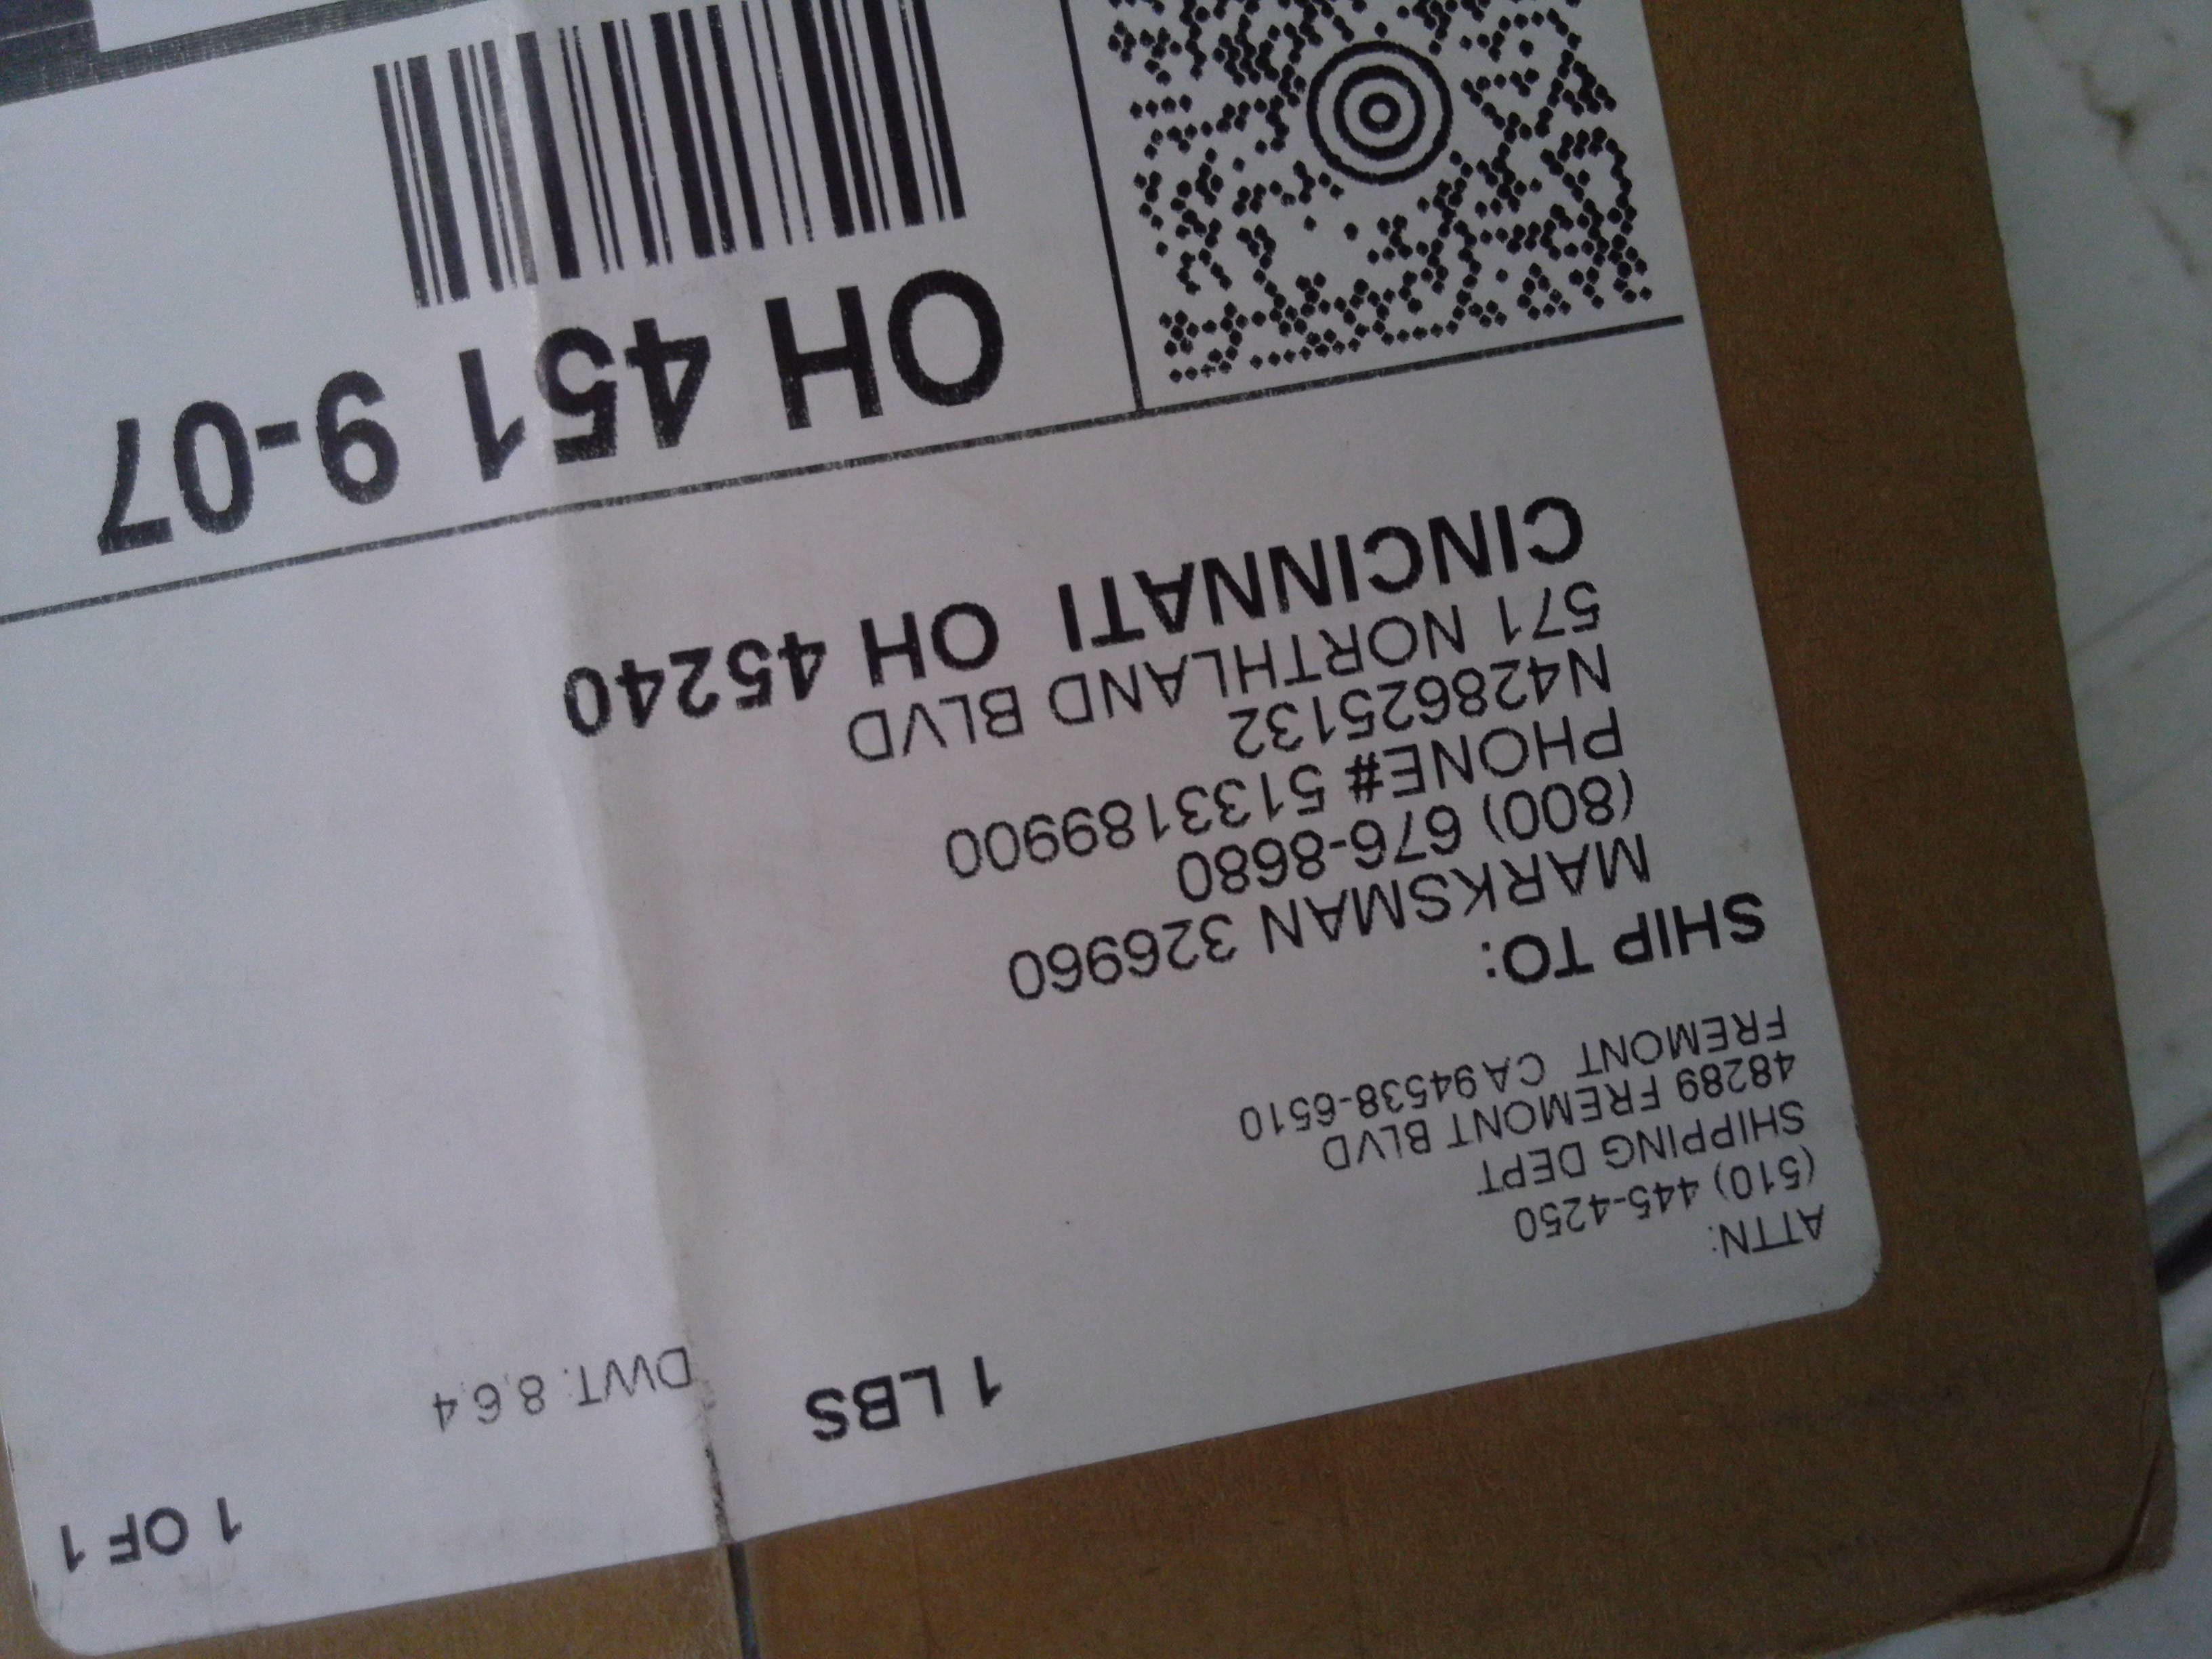 1 OF 1
1 LBS
DWT: 8,6,4
ATTN:
(510) 445-4250
SHIPPING DEPT
48289 FREMONT BLVD
FREMONT CA 94538-6510
SHIP TO:
MARKSMAN 326960
(800) 676-8680
PHONE# 5133189900
N428625132
571 NORTHLAND BLVD
CINCINNATI OH 45240
OH 451 9-07